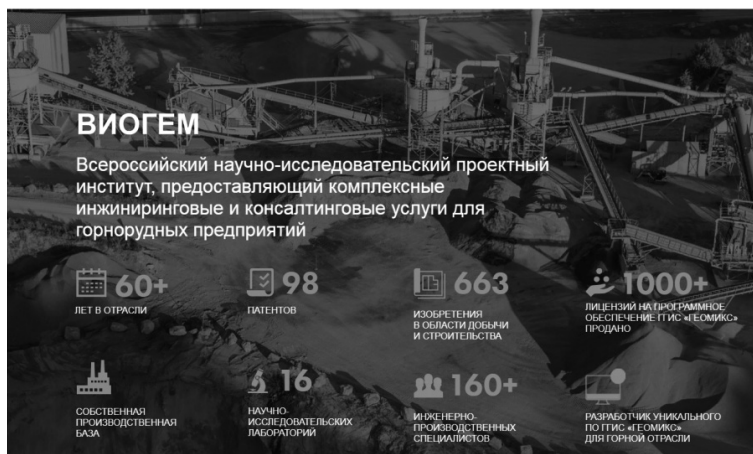 ВИОГЕМ
Всероссийский научно-исследовательский проектный
институт, предоставляющий комплексные
инжиниринговые и консалтинговые услуги для
горнорудных предприятий
60+
ЛЕТ В ОТРАСЛИ
98
ПАТЕНТОВ
663
ИЗОБРЕТЕНИЯ
В ОБЛАСТИ ДОБЫЧИ
И СТРОИТЕЛЬСТВА
1000+
ЛИЦЕНЗИЙ НА ПРОГРАММНОЕ
ОБЕСПЕЧЕНИЕ ГГИС «ГЕОМИКС»
ПРОДАНО
СОБСТВЕННАЯ
ПРОИЗВОДСТВЕННАЯ
БАЗА
16
НАУЧНО-
ИССЛЕДОВАТЕЛЬСКИХ
ЛАБОРАТОРИЙ
160+
ИНЖЕНЕРНО-
ПРОИЗВОДСТВЕННЫХ
СПЕЦИАЛИСТОВ
РАЗРАБОТЧИК УНИКАЛЬНОГО
ПО ГГИС «ГЕОМИКС»
ДЛЯ ГОРНОЙ ОТРАСЛИ